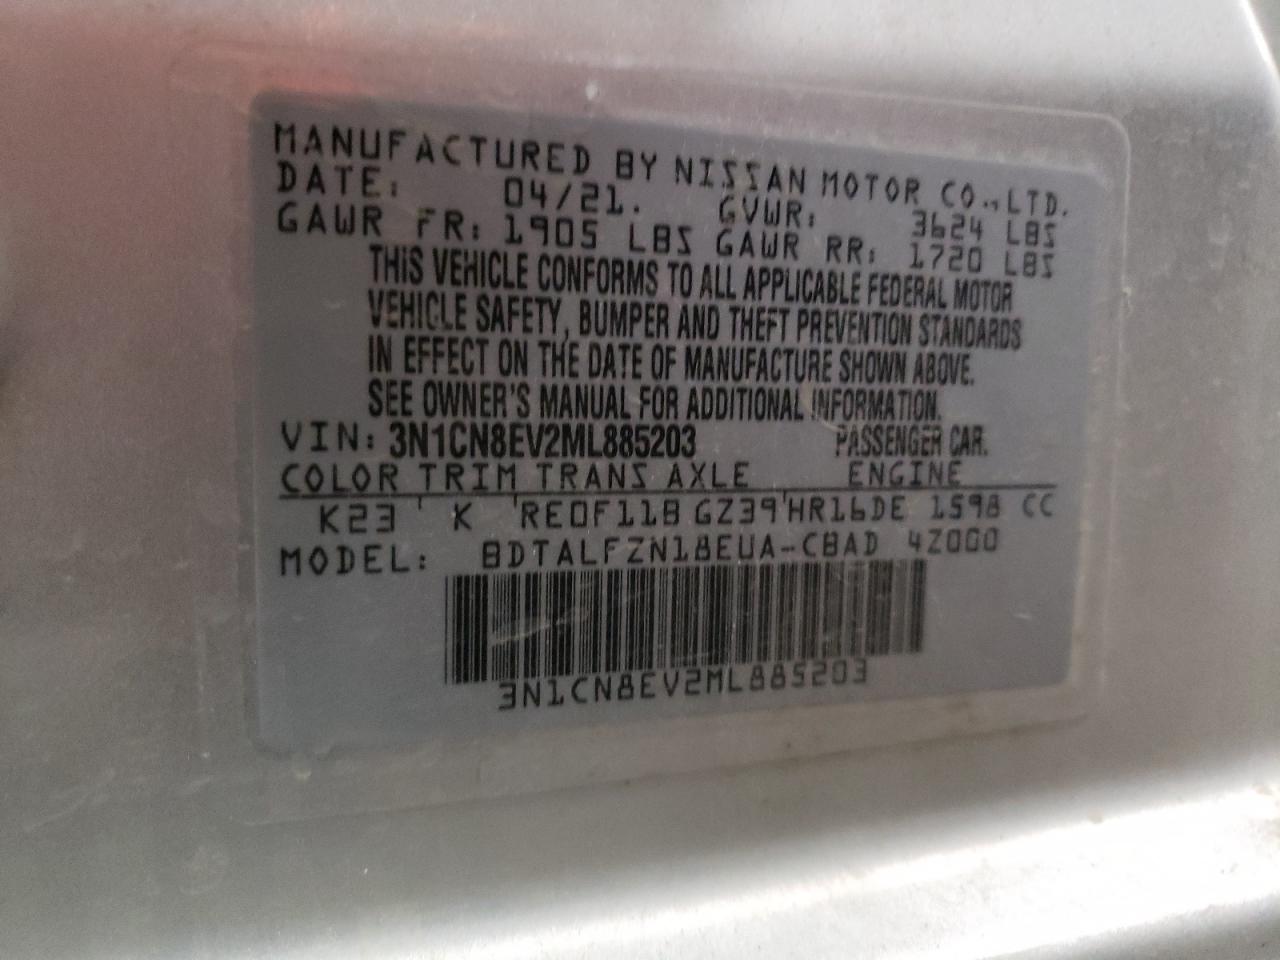 MANUFACTURED BY NISSAN MOTOR CO., LTD.
DATE: 04/21. GVWR: 3624 LBS
GAWR FR: 1905 LBS GAWR RR: 1720 LBS
THIS VEHICLE CONFORMS TO ALL APPLICABLE FEDERAL MOTOR
VEHICLE SAFETY, BUMPER AND THEFT PREVENTION STANDARDS
IN EFFECT ON THE DATE OF MANUFACTURE SHOWN ABOVE.
SEE OWNER'S MANUAL FOR ADDITIONAL INFORMATION.
VIN: 3N1CN8EV2ML885203 PASSENGER CAR.
COLOR TRIM TRANS AXLE ENGINE
K23 K RE0F11B GZ39 HR16DE 1598 CC
MODEL: BDTALFZN18EUA-CBAD 4Z000
3N1CN8EV2ML885203